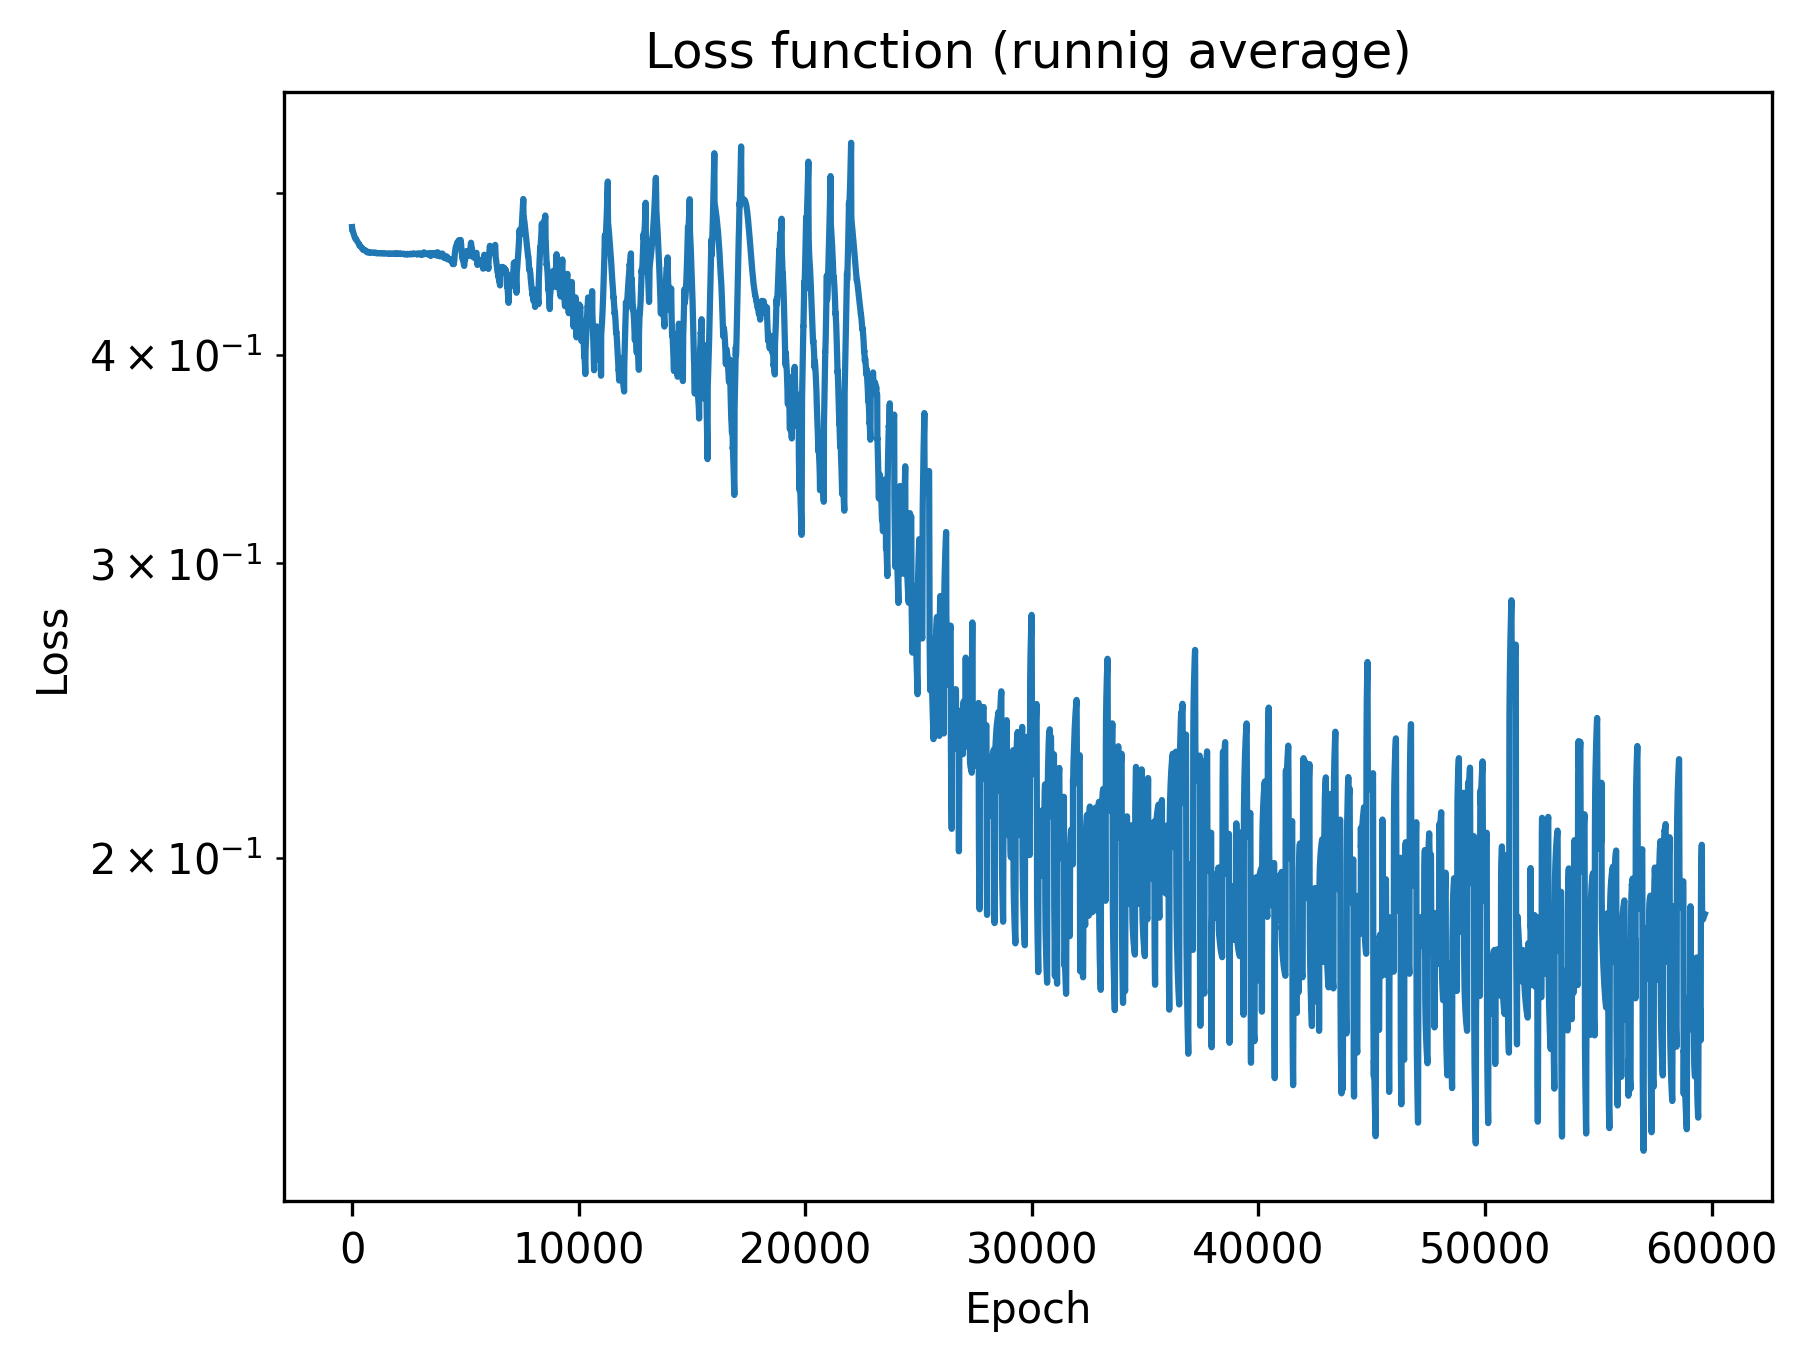 Loss function (runnig average)
4 × 10⁻¹
3 × 10⁻¹
2 × 10⁻¹
Loss
0 10000 20000 30000 40000 50000 60000
Epoch